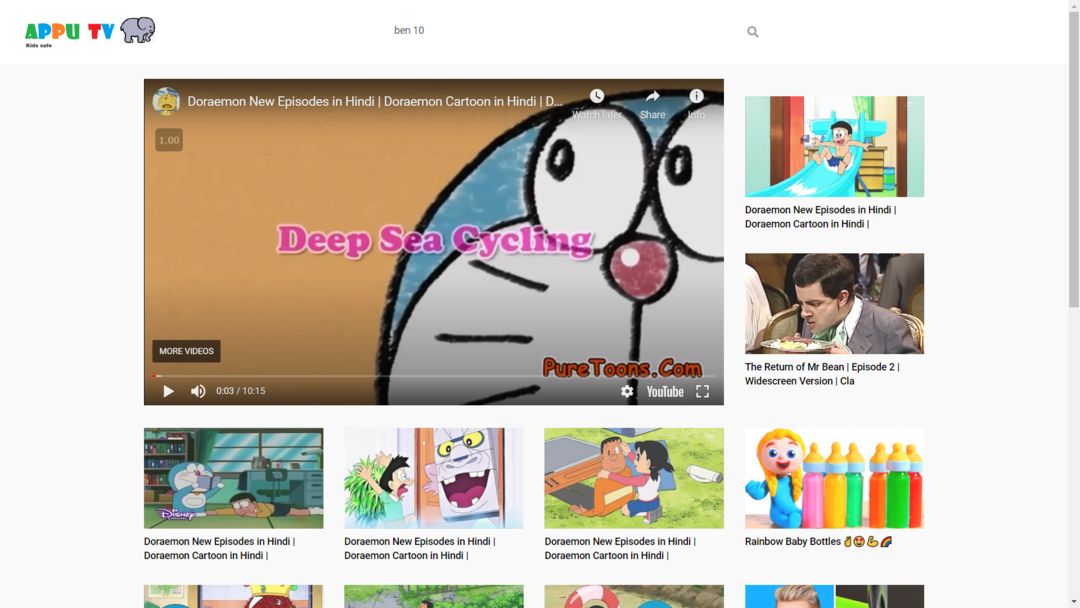 APPU TV
Kids safe
ben 10
Doraemon New Episodes in Hindi | Doraemon Cartoon in Hindi | D...
Watch later
Share
Info
1.00
Deep Sea Cycling
MORE VIDEOS
PureToons.Com
0:03 / 10:15
YouTube
Doraemon New Episodes in Hindi |
Doraemon Cartoon in Hindi |
The Return of Mr Bean | Episode 2 |
Widescreen Version | Cla
DISNEY
Doraemon New Episodes in Hindi |
Doraemon Cartoon in Hindi |
Doraemon New Episodes in Hindi |
Doraemon Cartoon in Hindi |
Doraemon New Episodes in Hindi |
Doraemon Cartoon in Hindi |
Rainbow Baby Bottles ✌😍💪🌈